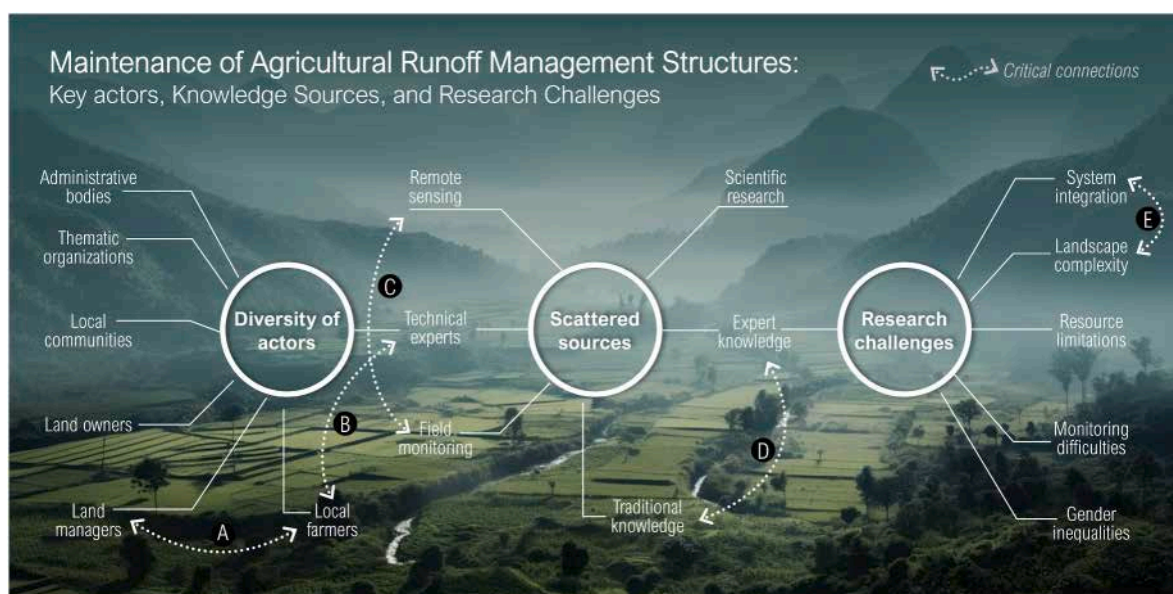 Maintenance of Agricultural Runoff Management Structures:
Key actors, Knowledge Sources, and Research Challenges
Critical connections
Administrative
bodies
Thematic
organizations
Local
communities
Land owners
Land
managers
Local
farmers
Technical
experts
Diversity of
actors
A
B
C
Remote
sensing
Field
monitoring
Scattered
sources
Scientific
research
Expert
knowledge
Traditional
knowledge
D
Research
challenges
System
integration
Landscape
complexity
E
Resource
limitations
Monitoring
difficulties
Gender
inequalities